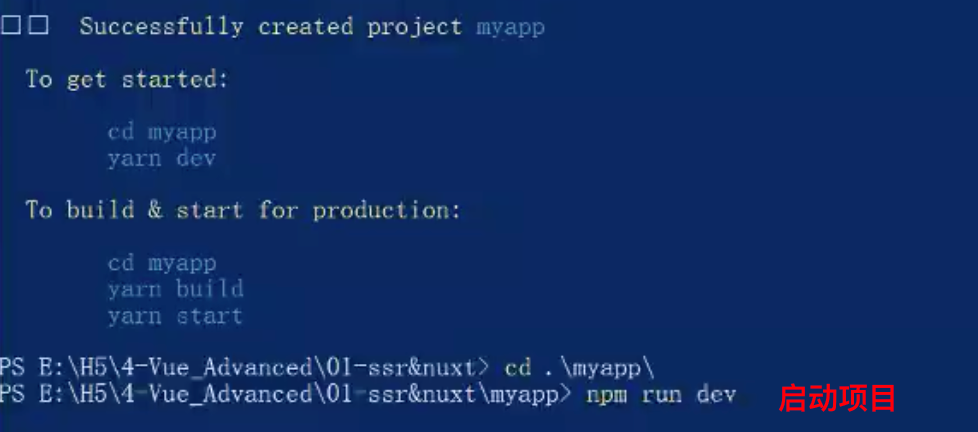 Successfully created project myapp
To get started:
cd myapp
yarn dev
To build & start for production:
cd myapp
yarn build
yarn start
PS E:\H5\4-Vue_Advanced\01-ssr&nuxt> cd .\myapp\
PS E:\H5\4-Vue_Advanced\01-ssr&nuxt\myapp> npm run dev 启动项目